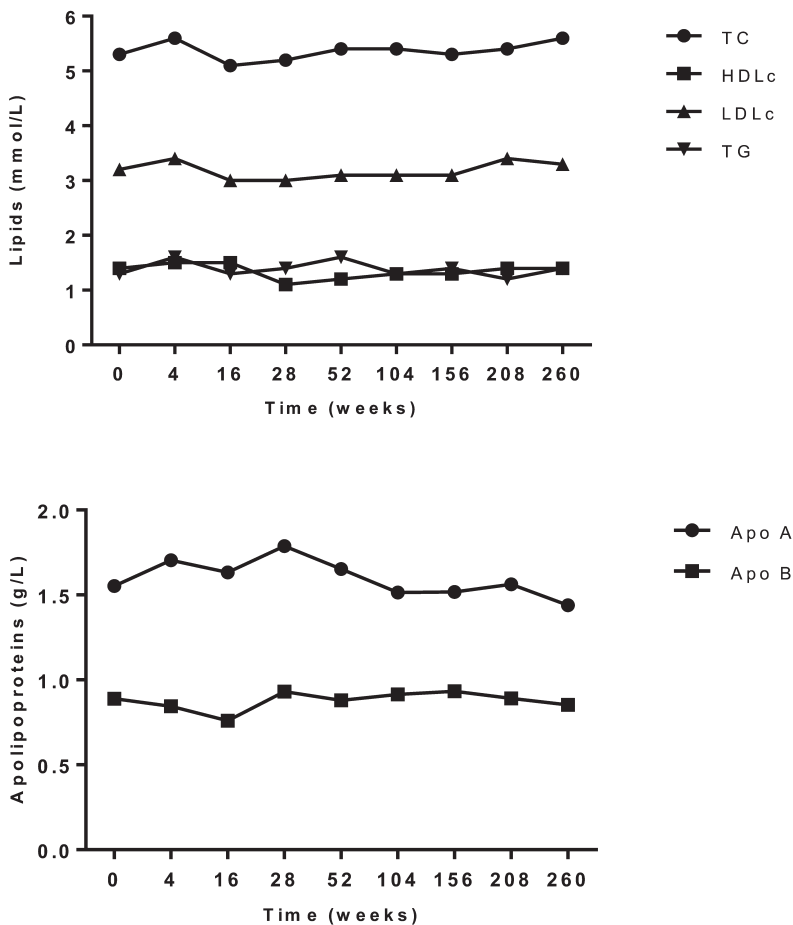 Lipids (mmol/L)
6
5
4
3
2
1
0
0 4 16 28 52 104 156 208 260
Time (weeks)
TC
HDLc
LDLc
TG
Apolipoproteins (g/L)
2.0
1.5
1.0
0.5
0.0
0 4 16 28 52 104 156 208 260
Time (weeks)
Apo A
Apo B